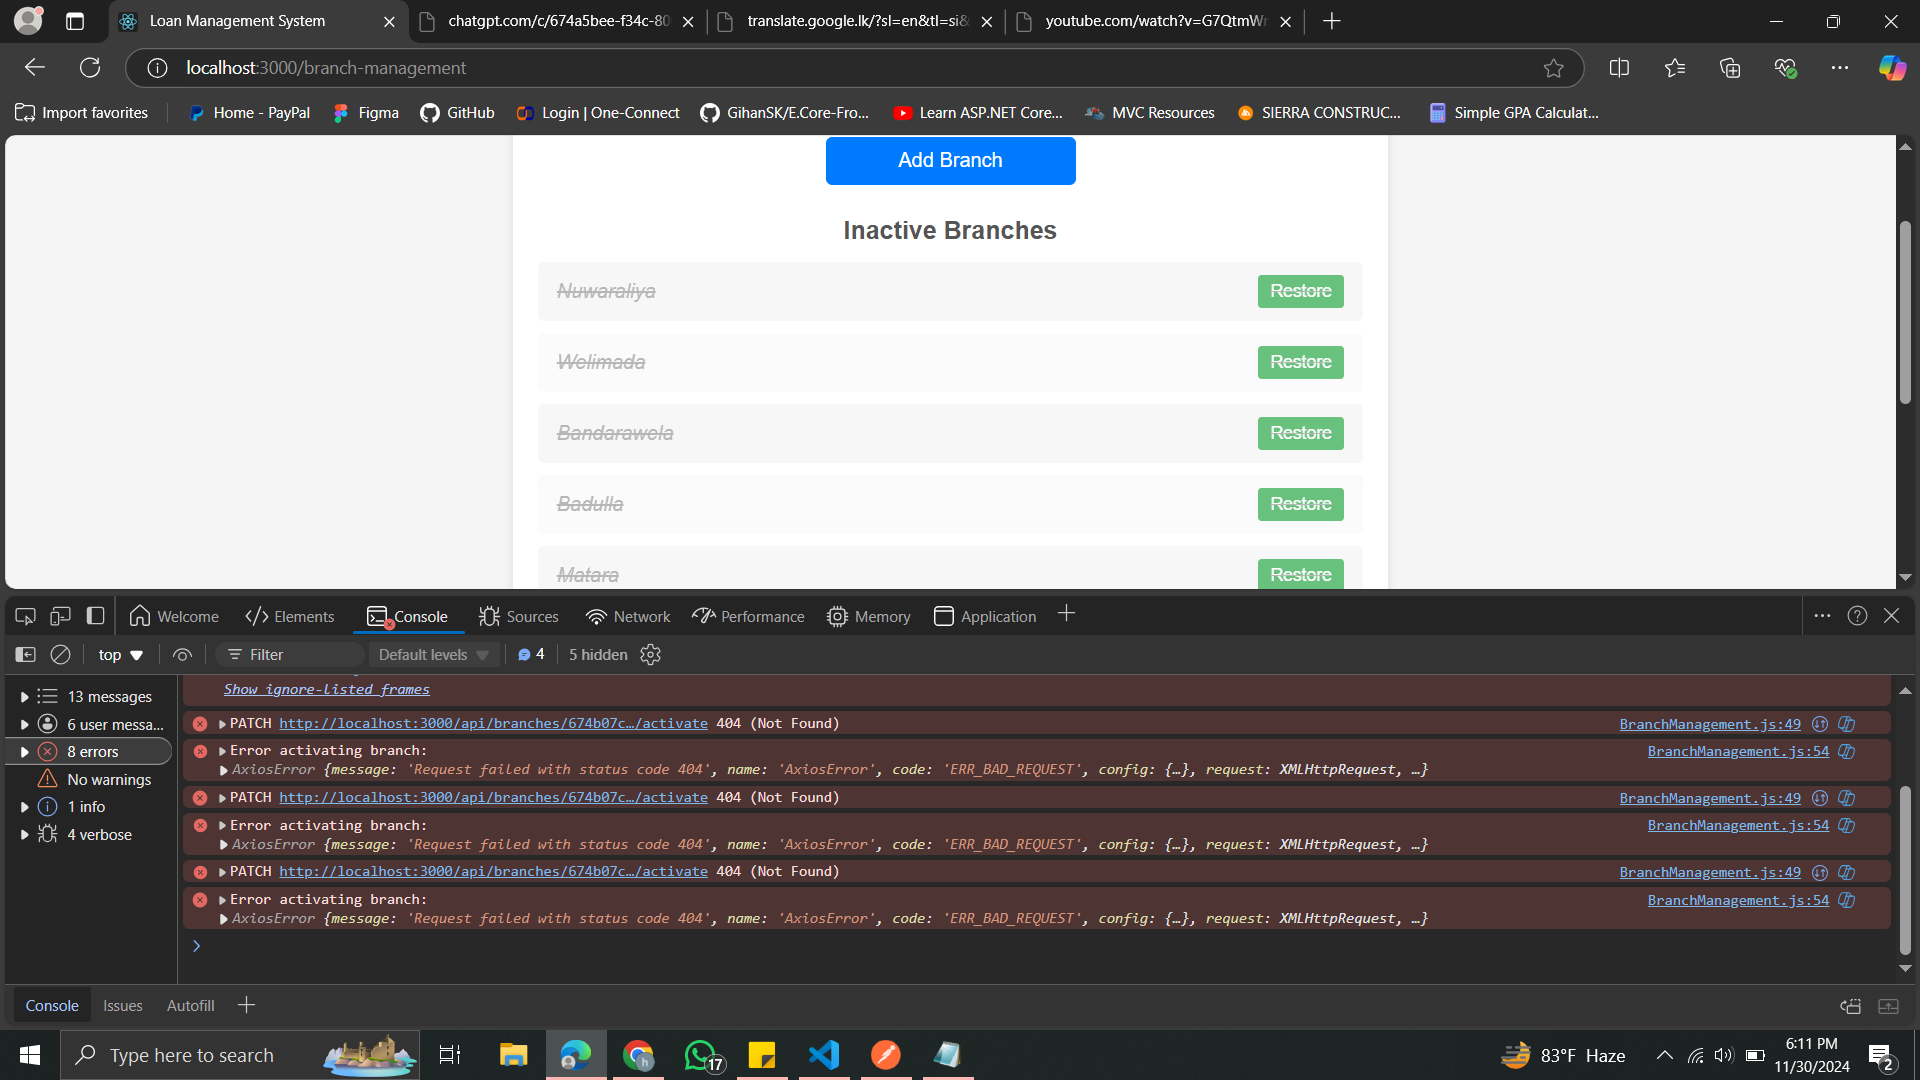 Loan Management System
chatgpt.com/c/674a5bee-f34c-80
translate.google.lk/?sl=en&tl=si&
youtube.com/watch?v=G7QtmWr
localhost:3000/branch-management
Import favorites
Home - PayPal
Figma
GitHub
Login | One-Connect
GihanSK/E.Core-Fro...
Learn ASP.NET Core...
MVC Resources
SIERRA CONSTRUC...
Simple GPA Calculat...
Add Branch
Inactive Branches
Nuwaraliya Restore
Welimada Restore
Bandarawela Restore
Badulla Restore
Matara Restore
Welcome
Elements
Console
Sources
Network
Performance
Memory
Application
top
Filter
Default levels
4
5 hidden
13 messages
6 user messa...
8 errors
No warnings
1 info
4 verbose
Show ignore-listed frames
PATCH http://localhost:3000/api/branches/674b07c…/activate 404 (Not Found) BranchManagement.js:49
Error activating branch: BranchManagement.js:54
AxiosError {message: 'Request failed with status code 404', name: 'AxiosError', code: 'ERR_BAD_REQUEST', config: {…}, request: XMLHttpRequest, …}
PATCH http://localhost:3000/api/branches/674b07c…/activate 404 (Not Found) BranchManagement.js:49
Error activating branch: BranchManagement.js:54
AxiosError {message: 'Request failed with status code 404', name: 'AxiosError', code: 'ERR_BAD_REQUEST', config: {…}, request: XMLHttpRequest, …}
PATCH http://localhost:3000/api/branches/674b07c…/activate 404 (Not Found) BranchManagement.js:49
Error activating branch: BranchManagement.js:54
AxiosError {message: 'Request failed with status code 404', name: 'AxiosError', code: 'ERR_BAD_REQUEST', config: {…}, request: XMLHttpRequest, …}
Console
Issues
Autofill
Type here to search
17
83°F Haze
6:11 PM
11/30/2024
2